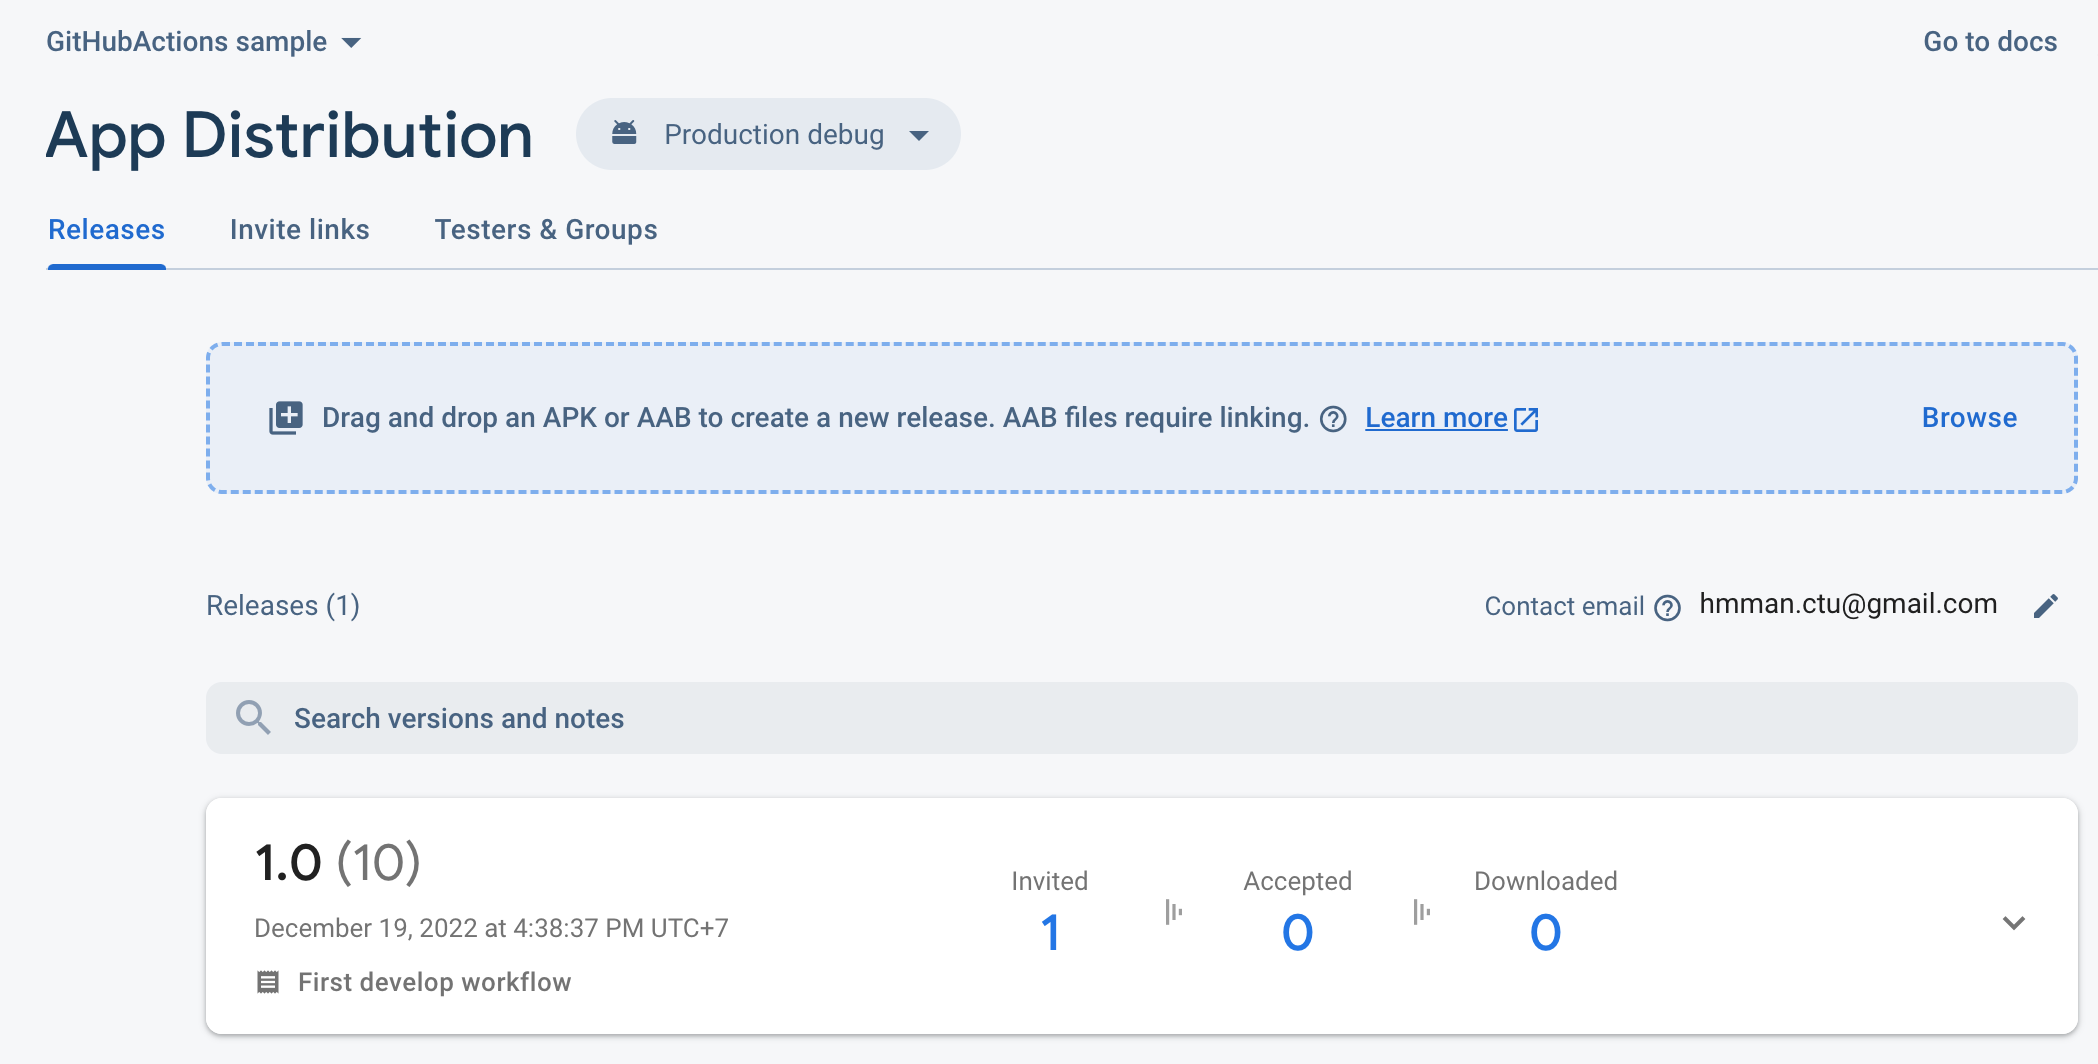 GitHubActions sample
Go to docs
App Distribution
Production debug
Releases
Invite links
Testers & Groups
Drag and drop an APK or AAB to create a new release. AAB files require linking. Learn more
Browse
Releases (1)
Contact email
hmman.ctu@gmail.com
Search versions and notes
1.0 (10)
December 19, 2022 at 4:38:37 PM UTC+7
First develop workflow
Invited
1
Accepted
0
Downloaded
0